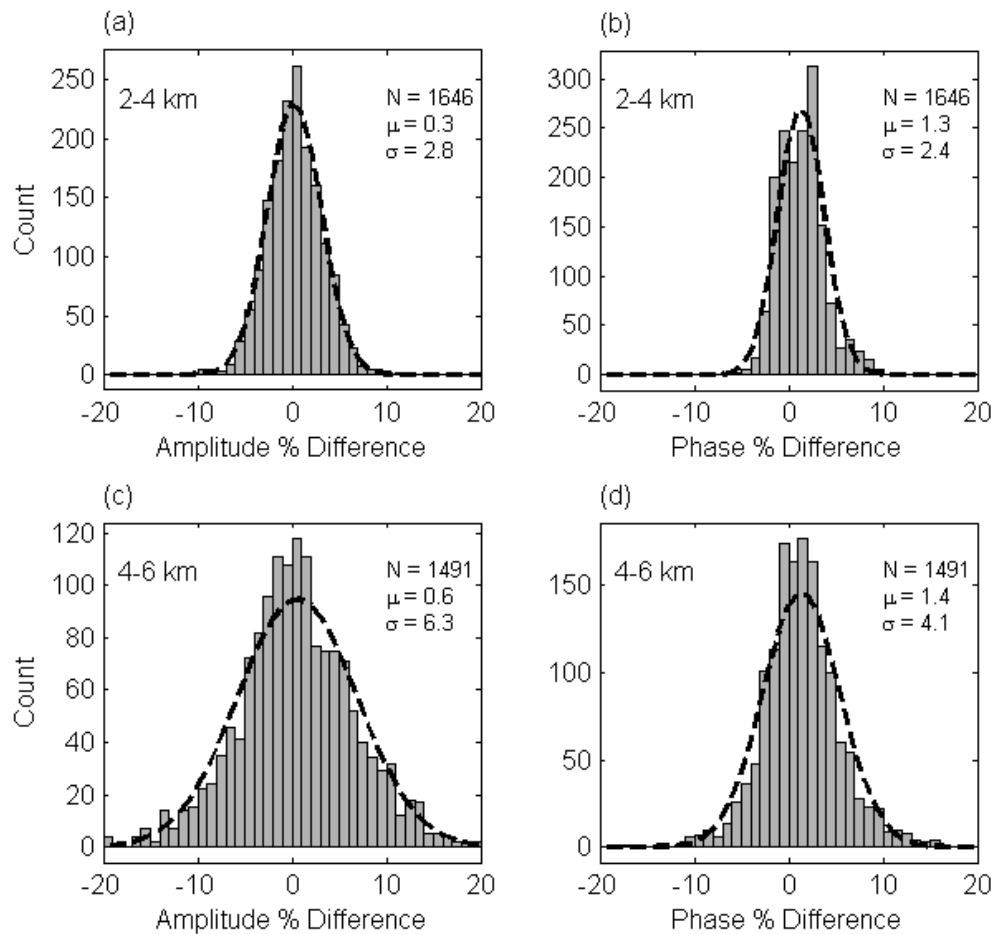 (a)
250
200
150
100
50
0
Count
2-4 km
N = 1646
μ = 0.3
σ = 2.8
-20 -10 0 10 20
Amplitude % Difference
(b)
300
250
200
150
100
50
0
2-4 km
N = 1646
μ = 1.3
σ = 2.4
-20 -10 0 10 20
Phase % Difference
(c)
120
100
80
60
40
20
0
Count
4-6 km
N = 1491
μ = 0.6
σ = 6.3
-20 -10 0 10 20
Amplitude % Difference
(d)
150
100
50
0
4-6 km
N = 1491
μ = 1.4
σ = 4.1
-20 -10 0 10 20
Phase % Difference